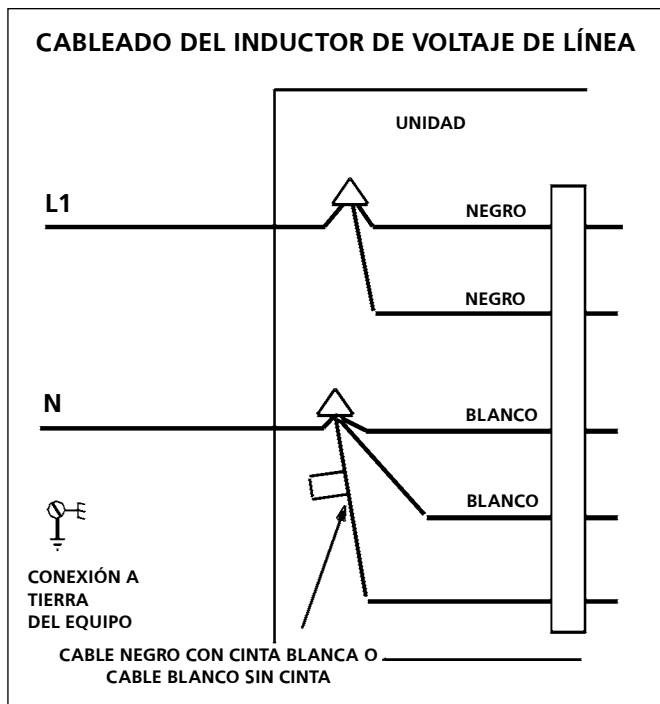 CABLEADO DEL INDUCTOR DE VOLTAJE DE LÍNEA
UNIDAD
L1
NEGRO
NEGRO
N
BLANCO
BLANCO
CONEXIÓN A
TIERRA
DEL EQUIPO
CABLE NEGRO CON CINTA BLANCA O
CABLE BLANCO SIN CINTA